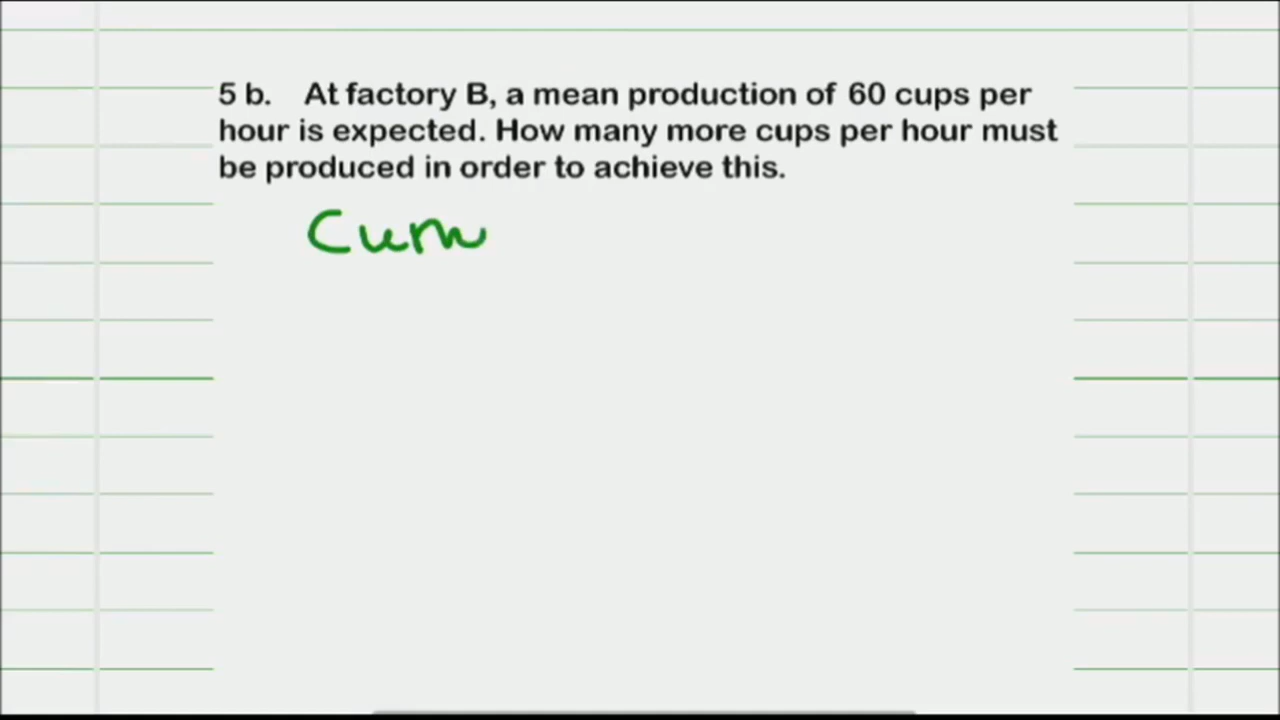 5 b. At factory B, a mean production of 60 cups per
hour is expected. How many more cups per hour must
be produced in order to achieve this.
Curr